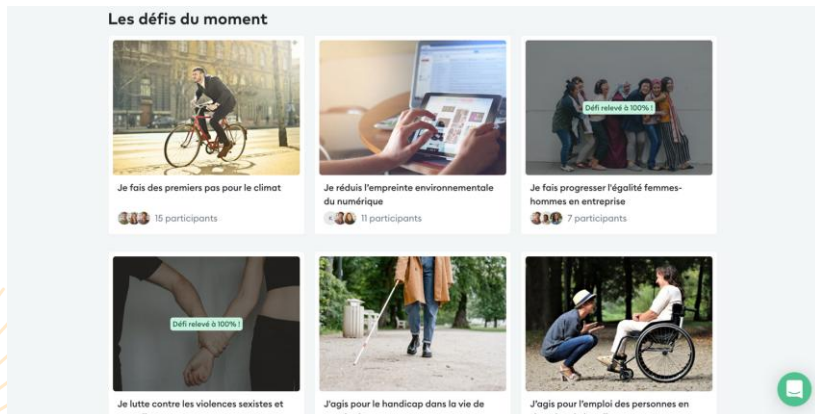 Les défis du moment
Défi relevé à 100% !
Je fais des premiers pas pour le climat
Je réduis l'empreinte environnementale
du numérique
Je fais progresser l'égalité femmes-
hommes en entreprise
15 participants
11 participants
7 participants
Défi relevé à 100% !
Je lutte contre les violences sexistes et
J'agis pour le handicap dans la vie de
J'agis pour l'emploi des personnes en